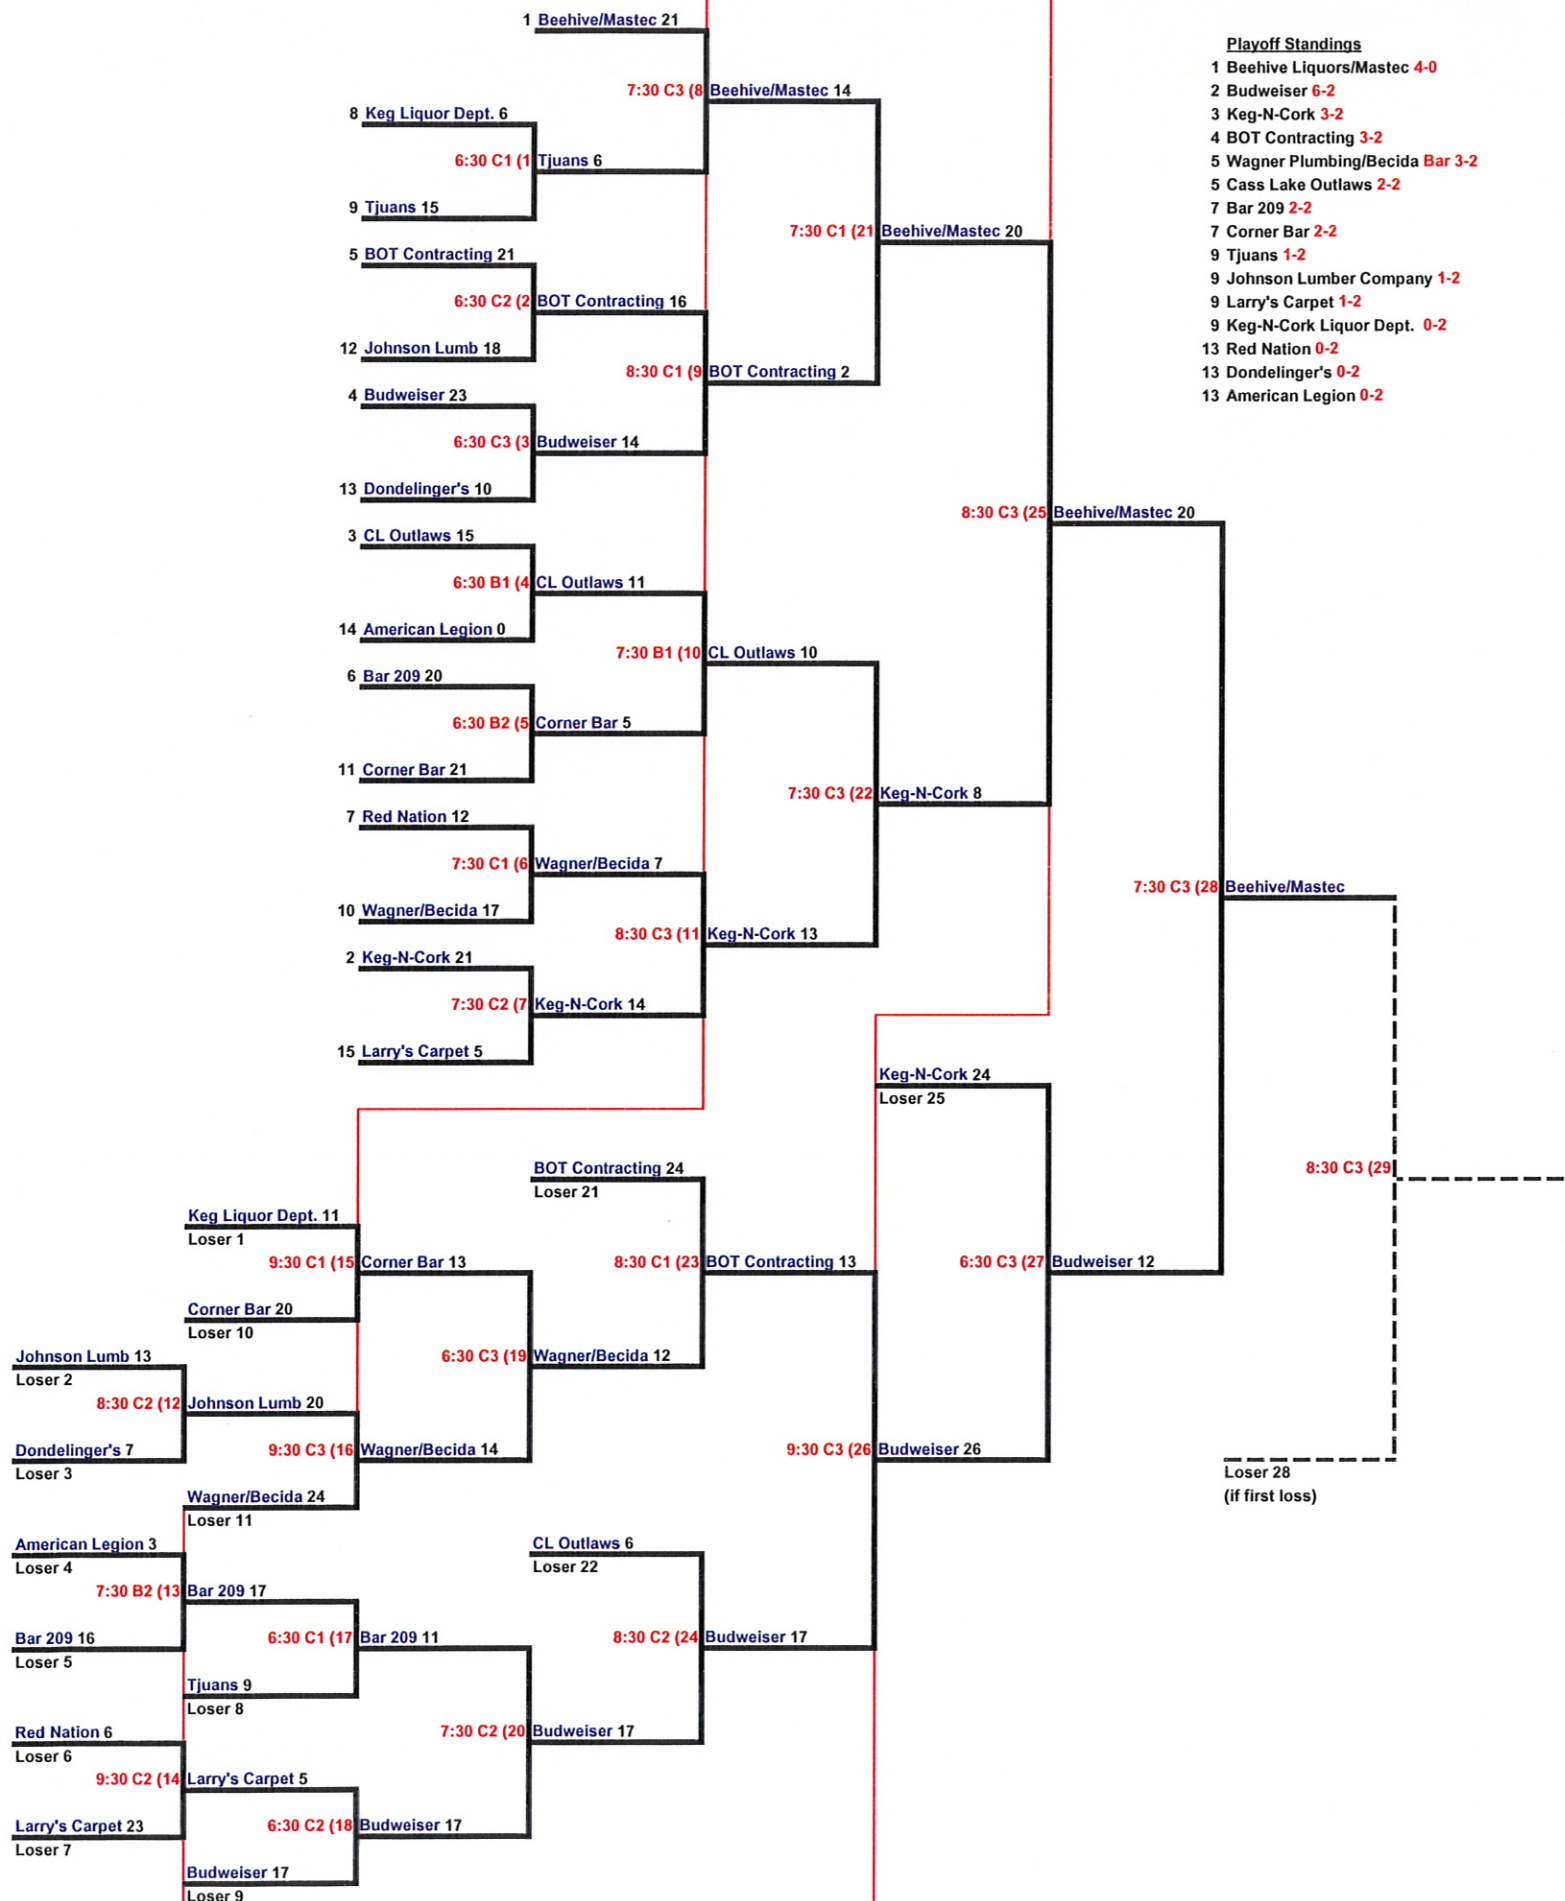 1 Beehive/Mastec 21
7:30 C3 (8 Beehive/Mastec 14
8 Keg Liquor Dept. 6
6:30 C1 (1 Tjuans 6
9 Tjuans 15
7:30 C1 (21 Beehive/Mastec 20
5 BOT Contracting 21
6:30 C2 (2 BOT Contracting 16
12 Johnson Lumb 18
8:30 C1 (9 BOT Contracting 2
4 Budweiser 23
6:30 C3 (3 Budweiser 14
13 Dondelinger's 10
8:30 C3 (25 Beehive/Mastec 20
3 CL Outlaws 15
6:30 B1 (4 CL Outlaws 11
14 American Legion 0
7:30 B1 (10 CL Outlaws 10
6 Bar 209 20
6:30 B2 (5 Corner Bar 5
11 Corner Bar 21
7:30 C3 (22 Keg-N-Cork 8
7 Red Nation 12
7:30 C1 (6 Wagner/Becida 7
10 Wagner/Becida 17
7:30 C3 (28 Beehive/Mastec
8:30 C3 (11 Keg-N-Cork 13
2 Keg-N-Cork 21
7:30 C2 (7 Keg-N-Cork 14
15 Larry's Carpet 5
Playoff Standings
1 Beehive Liquors/Mastec 4-0
2 Budweiser 6-2
3 Keg-N-Cork 3-2
4 BOT Contracting 3-2
5 Wagner Plumbing/Becida Bar 3-2
5 Cass Lake Outlaws 2-2
7 Bar 209 2-2
7 Corner Bar 2-2
9 Tjuans 1-2
9 Johnson Lumber Company 1-2
9 Larry's Carpet 1-2
9 Keg-N-Cork Liquor Dept. 0-2
13 Red Nation 0-2
13 Dondelinger's 0-2
13 American Legion 0-2
Keg-N-Cork 24
Loser 25
BOT Contracting 24
Loser 21
8:30 C3 (29
Keg Liquor Dept. 11
Loser 1
9:30 C1 (15 Corner Bar 13
8:30 C1 (23 BOT Contracting 13
6:30 C3 (27 Budweiser 12
Corner Bar 20
Loser 10
Johnson Lumb 13
Loser 2
6:30 C3 (19 Wagner/Becida 12
8:30 C2 (12 Johnson Lumb 20
Dondelinger's 7
Loser 3
9:30 C3 (16 Wagner/Becida 14
9:30 C3 (26 Budweiser 26
Loser 28
(if first loss)
Wagner/Becida 24
Loser 11
American Legion 3
Loser 4
CL Outlaws 6
Loser 22
7:30 B2 (13 Bar 209 17
Bar 209 16
Loser 5
6:30 C1 (17 Bar 209 11
8:30 C2 (24 Budweiser 17
Tjuans 9
Loser 8
Red Nation 6
Loser 6
7:30 C2 (20 Budweiser 17
9:30 C2 (14 Larry's Carpet 5
Larry's Carpet 23
Loser 7
6:30 C2 (18 Budweiser 17
Budweiser 17
Loser 9